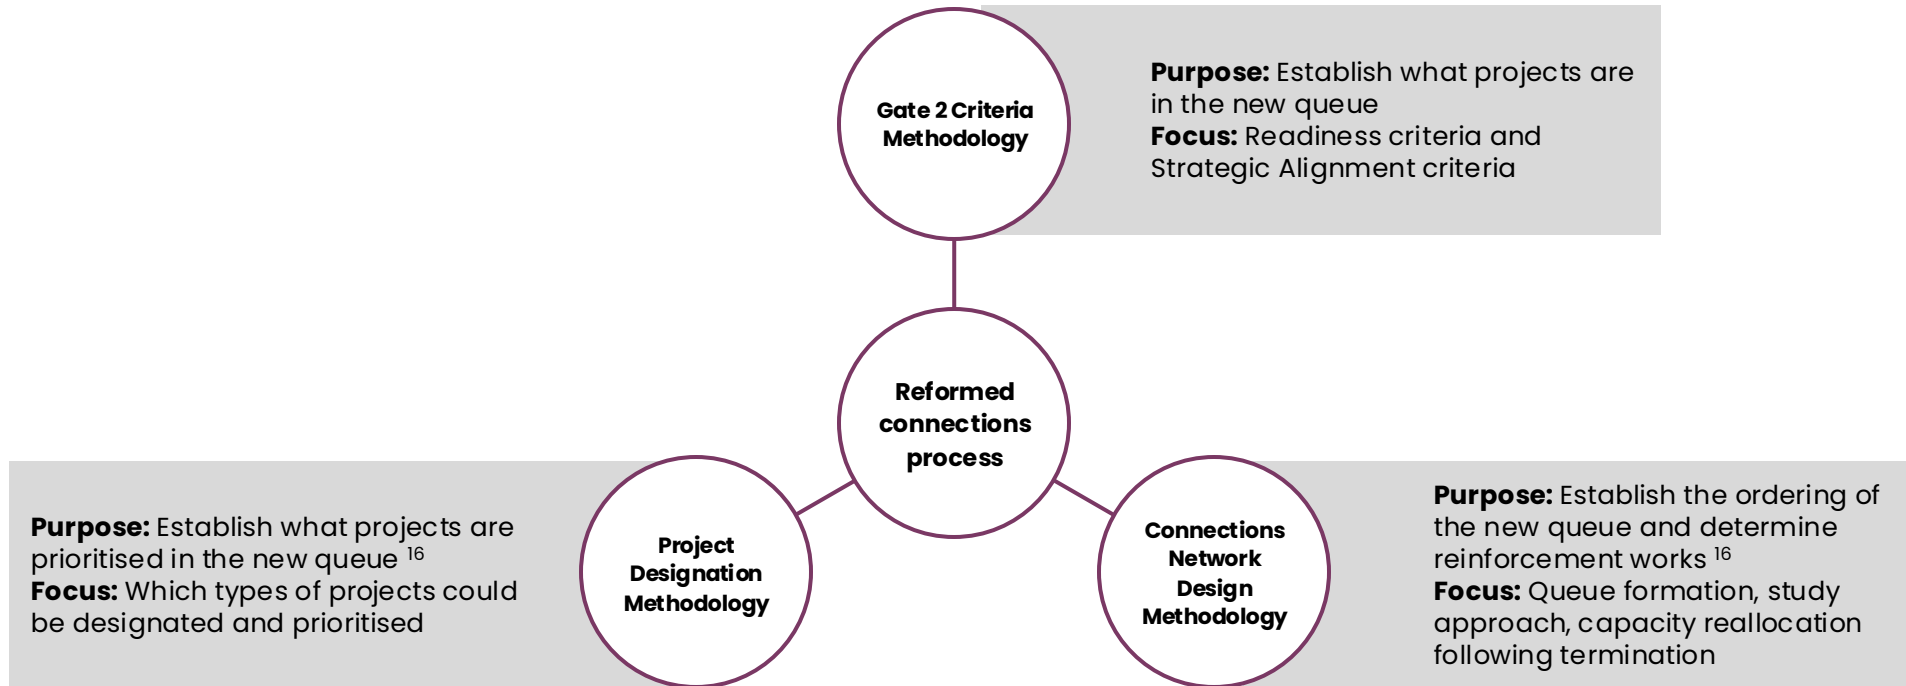 Gate 2 Criteria
Methodology
Purpose: Establish what projects are
in the new queue
Focus: Readiness criteria and
Strategic Alignment criteria
Reformed
connections
process
Purpose: Establish what projects are
prioritised in the new queue 16
Focus: Which types of projects could
be designated and prioritised
Project
Designation
Methodology
Connections
Network
Design
Methodology
Purpose: Establish the ordering of
the new queue and determine
reinforcement works 16
Focus: Queue formation, study
approach, capacity reallocation
following termination